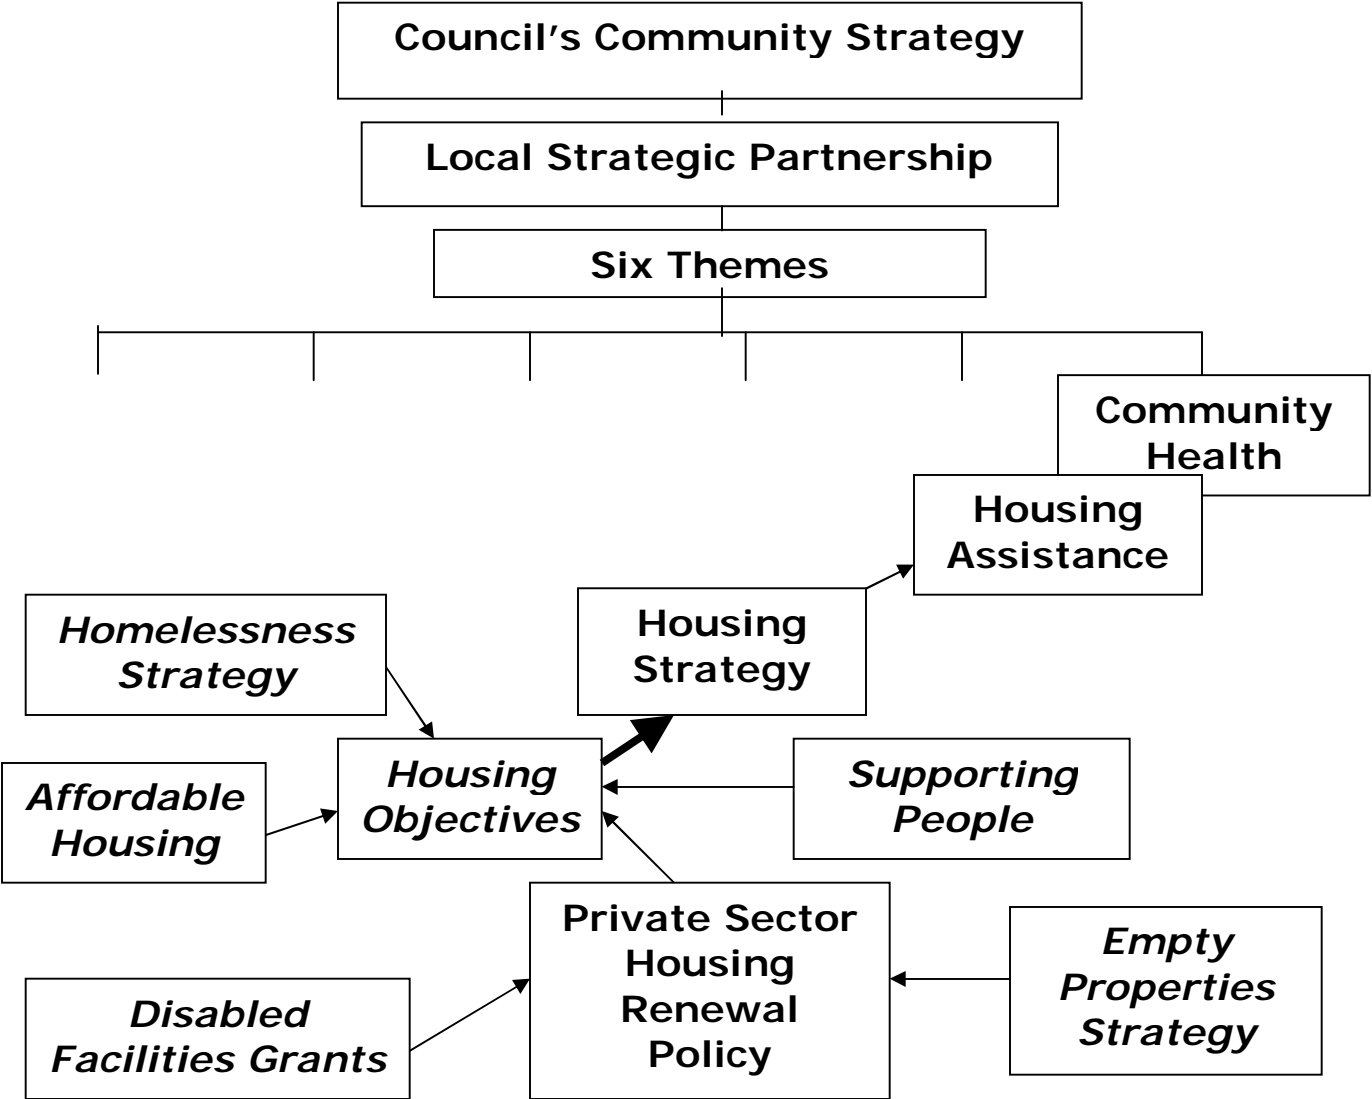 Council's Community Strategy
Local Strategic Partnership
Six Themes
Community
Health
Housing
Assistance
Housing
Strategy
Homelessness
Strategy
Housing
Objectives
Supporting
People
Affordable
Housing
Private Sector
Housing
Renewal
Policy
Empty
Properties
Strategy
Disabled
Facilities Grants